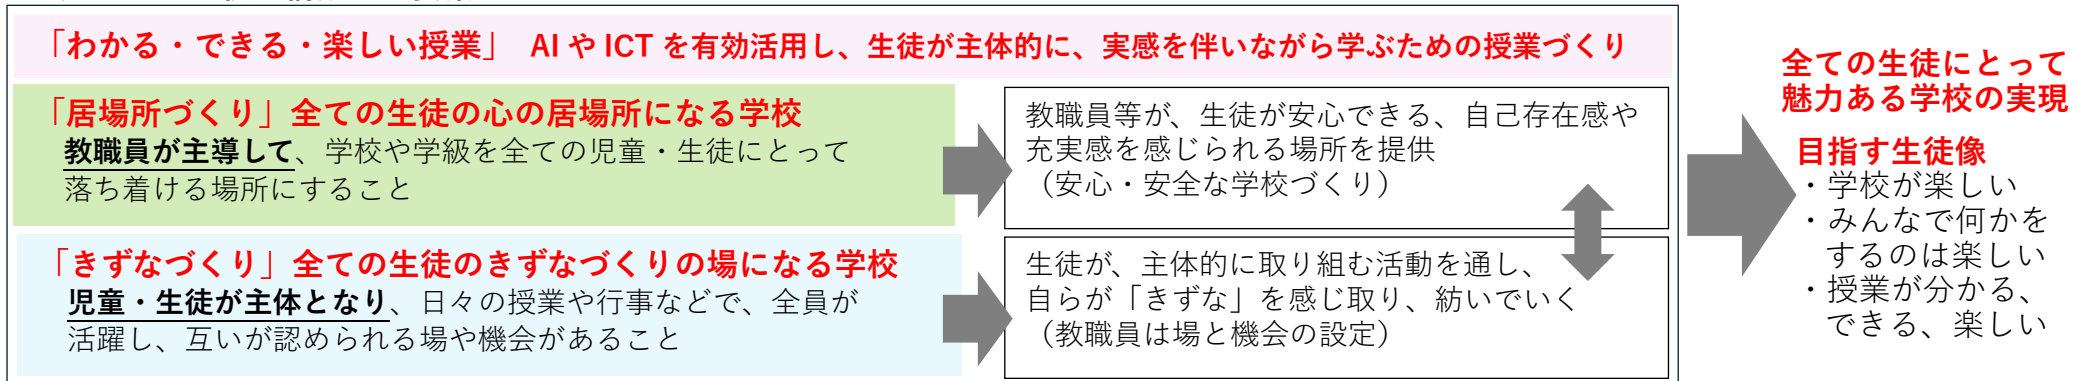 「わかる・できる・楽しい授業」 AI や ICT を有効活用し、生徒が主体的に、実感を伴いながら学ぶための授業づくり
「居場所づくり」全ての生徒の心の居場所になる学校
教職員が主導して、学校や学級を全ての児童・生徒にとって
落ち着ける場所にすること
教職員等が、生徒が安心できる、自己存在感や
充実感を感じられる場所を提供
（安心・安全な学校づくり）
「きずなづくり」全ての生徒のきずなづくりの場になる学校
児童・生徒が主体となり、日々の授業や行事などで、全員が
活躍し、互いが認められる場や機会があること
生徒が、主体的に取り組む活動を通し、
自らが「きずな」を感じ取り、紡いでいく
（教職員は場と機会の設定）
全ての生徒にとって
魅力ある学校の実現
目指す生徒像
・学校が楽しい
・みんなで何かを
するのは楽しい
・授業が分かる、
できる、楽しい